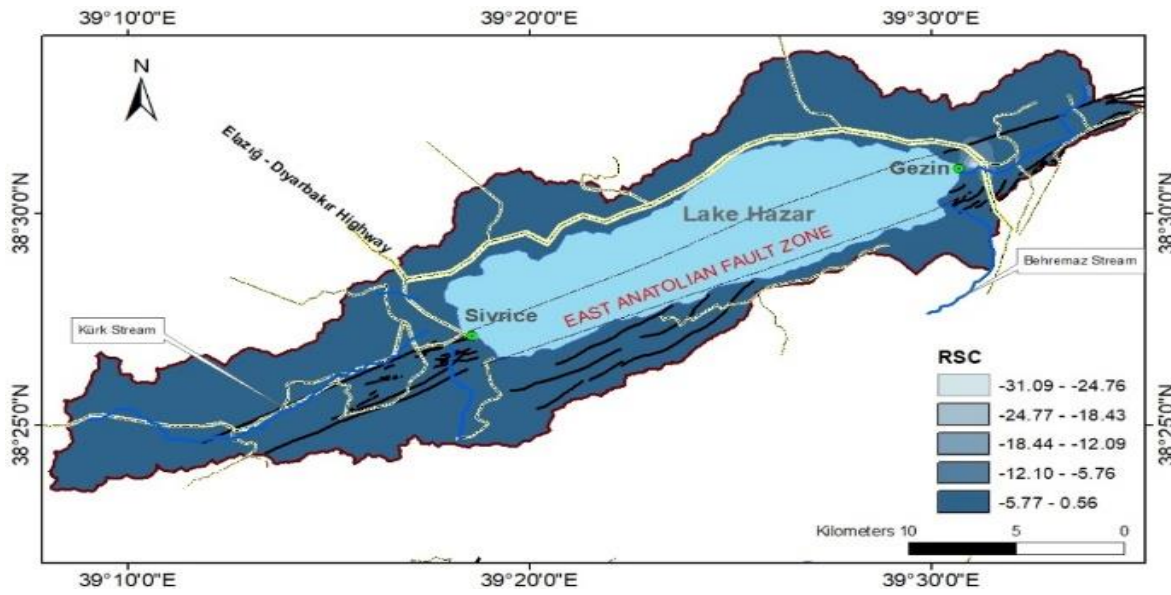 39°10'0"E
39°20'0"E
39°30'0"E
N
Elazığ - Diyarbakır Highway
Gezin
38°30'0"N
38°30'0"N
Lake Hazar
EAST ANATOLIAN FAULT ZONE
Behremaz Stream
Sivrice
Kürk Stream
RSC
-31.09 - -24.76
-24.77 - -18.43
-18.44 - -12.09
-12.10 - -5.76
-5.77 - 0.56
38°25'0"N
38°25'0"N
Kilometers 10
5
0
39°10'0"E
39°20'0"E
39°30'0"E